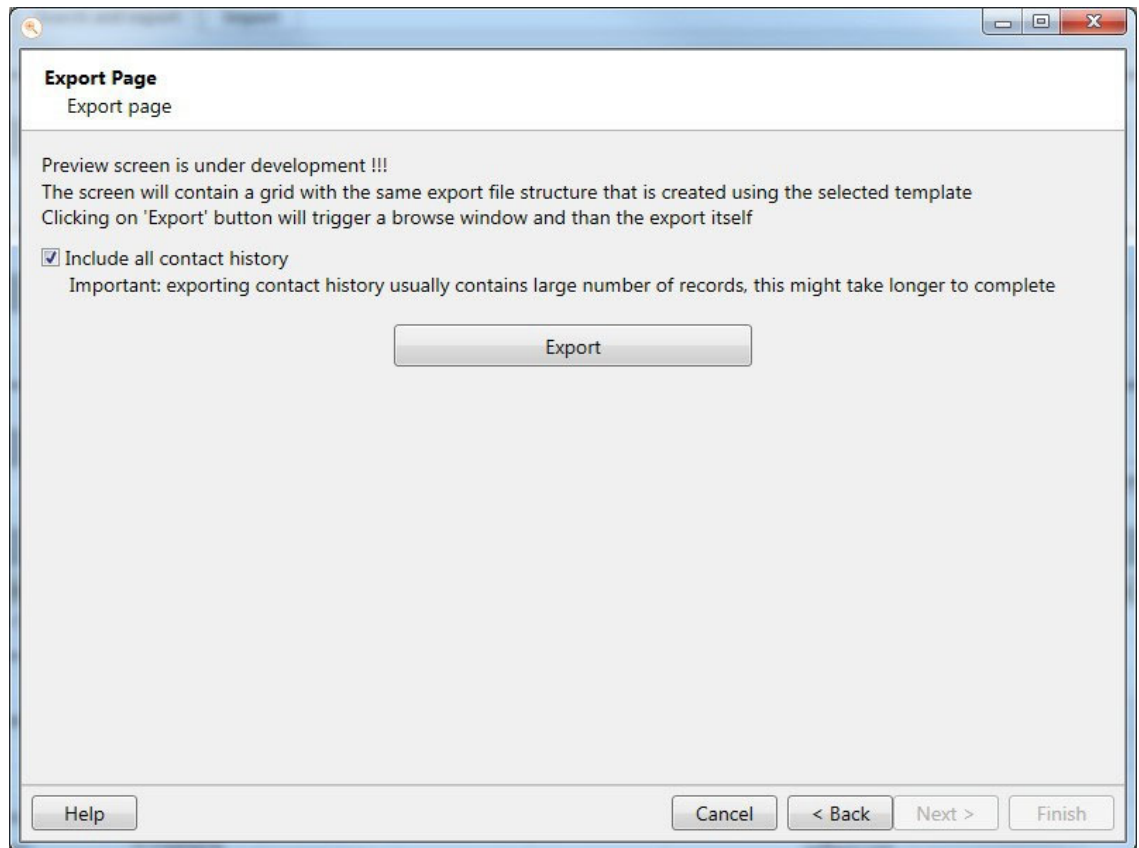 Export Page
Export page
Preview screen is under development !!!
The screen will contain a grid with the same export file structure that is created using the selected template
Clicking on 'Export' button will trigger a browse window and than the export itself
Include all contact history
Important: exporting contact history usually contains large number of records, this might take longer to complete
Export
Help
Cancel
< Back
Next >
Finish